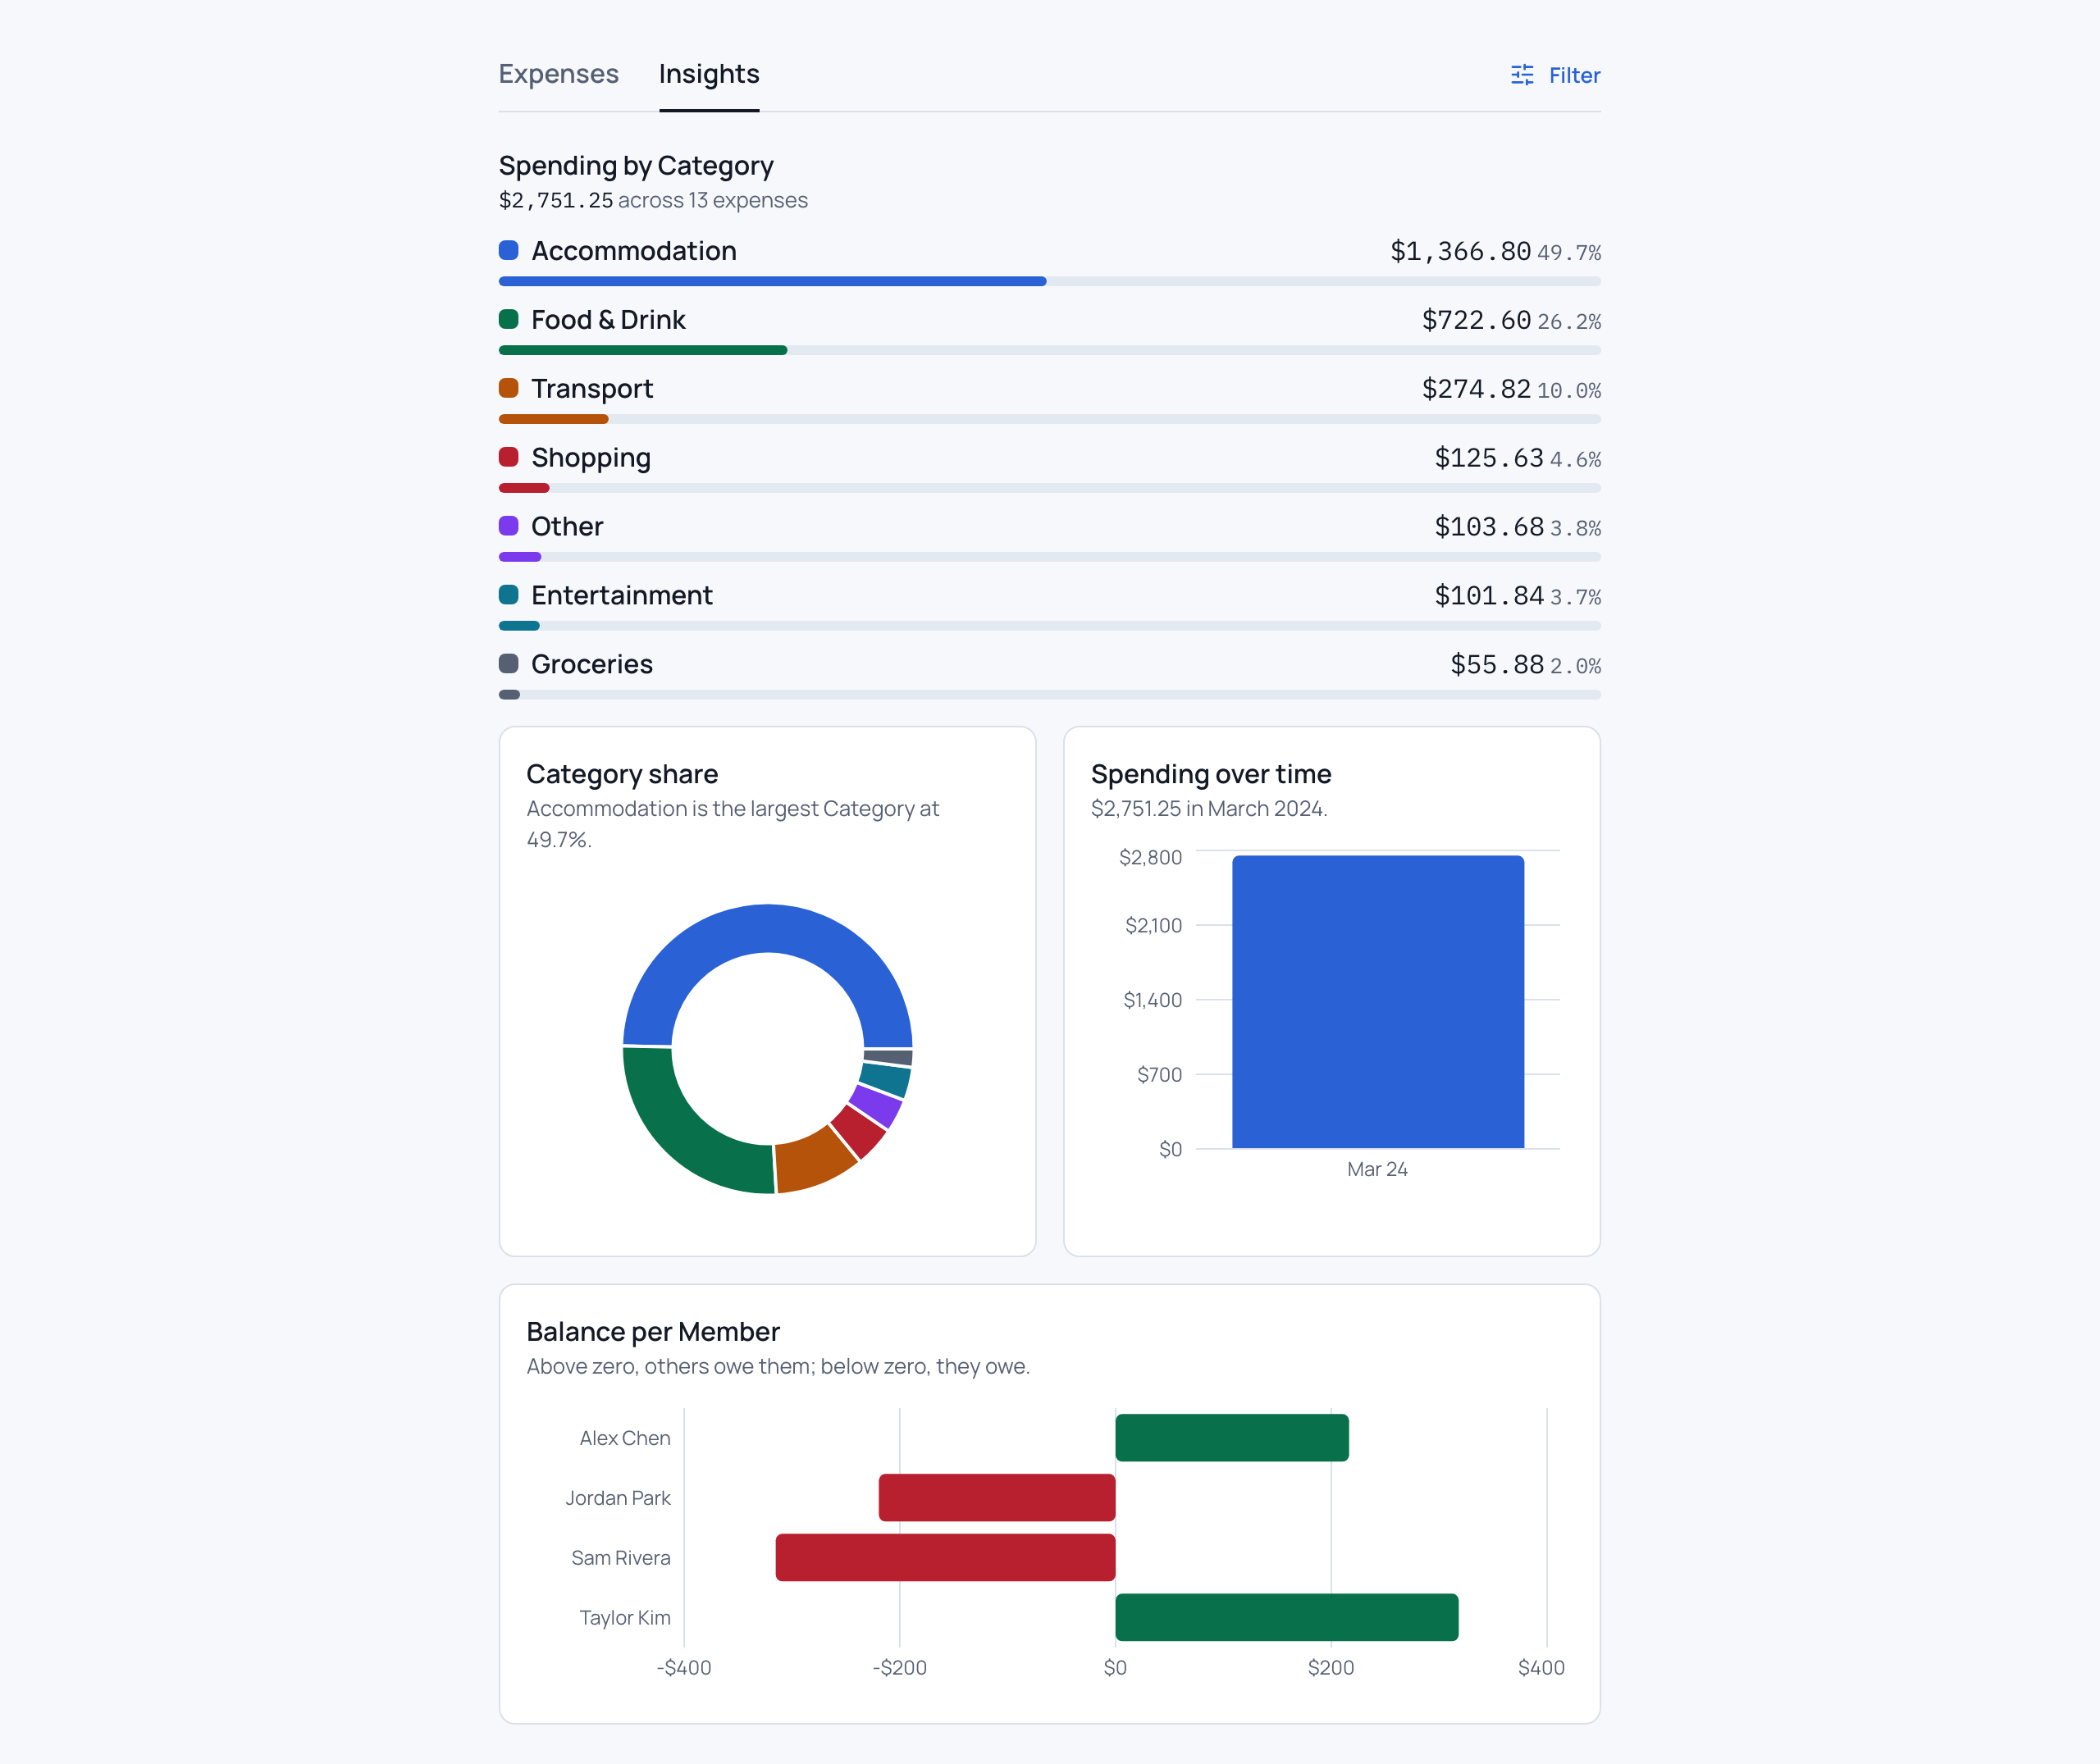 Expenses Insights Filter
Spending by Category
$2,751.25 across 13 expenses
Accommodation $1,366.80 49.7%
Food & Drink $722.60 26.2%
Transport $274.82 10.0%
Shopping $125.63 4.6%
Other $103.68 3.8%
Entertainment $101.84 3.7%
Groceries $55.88 2.0%
Category share
Accommodation is the largest Category at
49.7%.
Spending over time
$2,751.25 in March 2024.
$2,800
$2,100
$1,400
$700
$0
Mar 24
Balance per Member
Above zero, others owe them; below zero, they owe.
Alex Chen
Jordan Park
Sam Rivera
Taylor Kim
-$400 -$200 $0 $200 $400